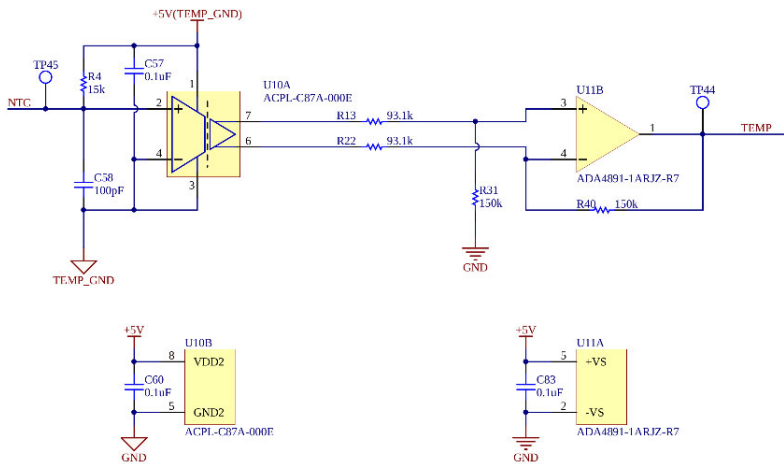 +5V(TEMP_GND)
TP45
R4
15k
C57
0.1uF
NTC
1
2
4
3
U10A
ACPL-C87A-000E
7
6
R13 93.1k
R22 93.1k
C58
100pF
TEMP_GND
R31
150k
GND
U11B
3
4
1
ADA4891-1ARJZ-R7
TP44
TEMP
R40 150k
+5V
U10B
8 VDD2
C60
0.1uF
5 GND2
ACPL-C87A-000E
GND
+5V
U11A
5 +VS
C83
0.1uF
2 -VS
ADA4891-1ARJZ-R7
GND